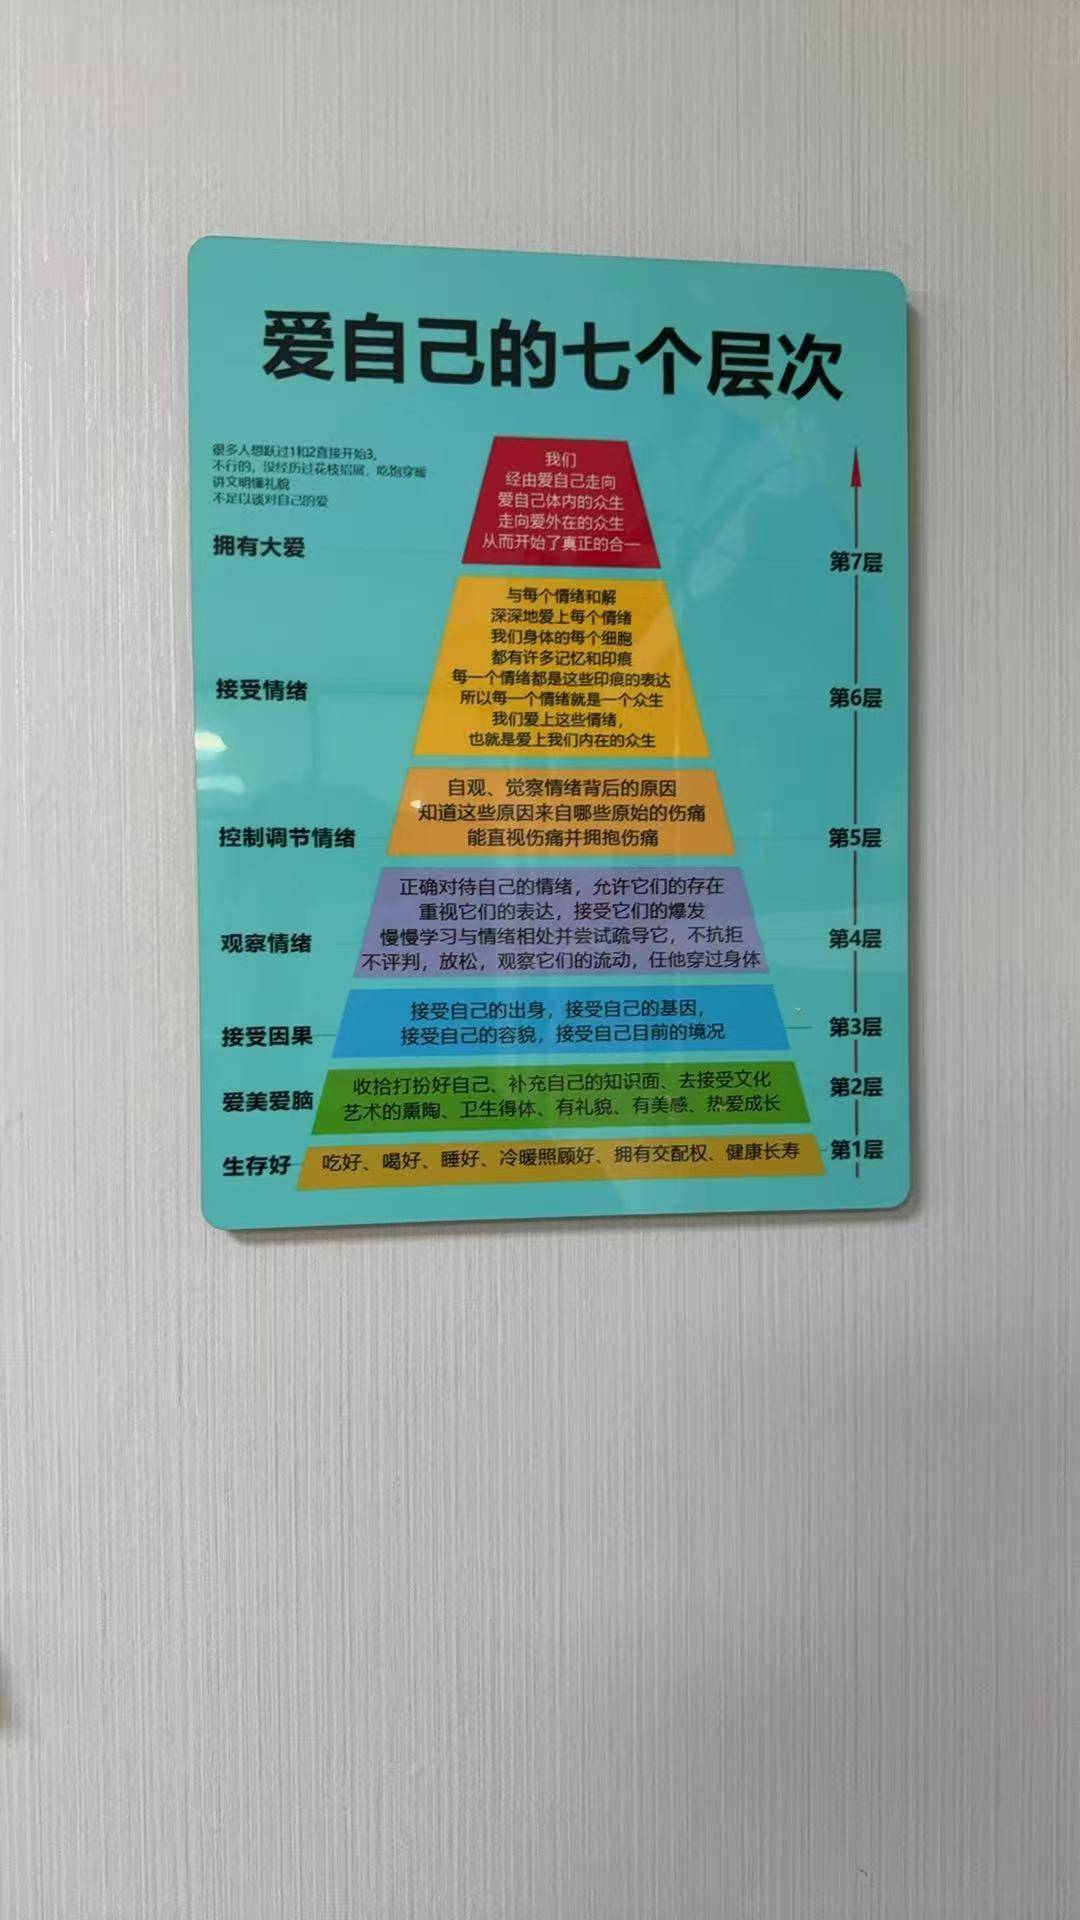 爱自己的七个层次
很多人想跃过1和2直接开始3,
不行的，没经历过花枝招展，吃饱穿暖
讲文明懂礼貌
不足以谈对自己的爱
拥有大爱
我们
经由爱自己走向
爱自己体内的众生
走向爱外在的众生
从而开始了真正的合一
第7层
接受情绪
与每个情绪和解
深深地爱上每个情绪
我们身体的每个细胞
都有许多记忆和印痕
每一个情绪都是这些印痕的表达
所以每一个情绪就是一个众生
我们爱上这些情绪，
也就是爱上我们内在的众生
第6层
控制调节情绪
自观、觉察情绪背后的原因
知道这些原因来自哪些原始的伤痛
能直视伤痛并拥抱伤痛
第5层
观察情绪
正确对待自己的情绪，允许它们的存在
重视它们的表达，接受它们的爆发
慢慢学习与情绪相处并尝试疏导它，不抗拒
不评判，放松，观察它们的流动，任他穿过身体
第4层
接受因果
接受自己的出身，接受自己的基因，
接受自己的容貌，接受自己目前的境况
第3层
爱美爱脑
收拾打扮好自己、补充自己的知识面、去接受文化
艺术的熏陶、卫生得体、有礼貌、有美感、热爱成长
第2层
生存好
吃好、喝好、睡好、冷暖照顾好、拥有交配权、健康长寿
第1层